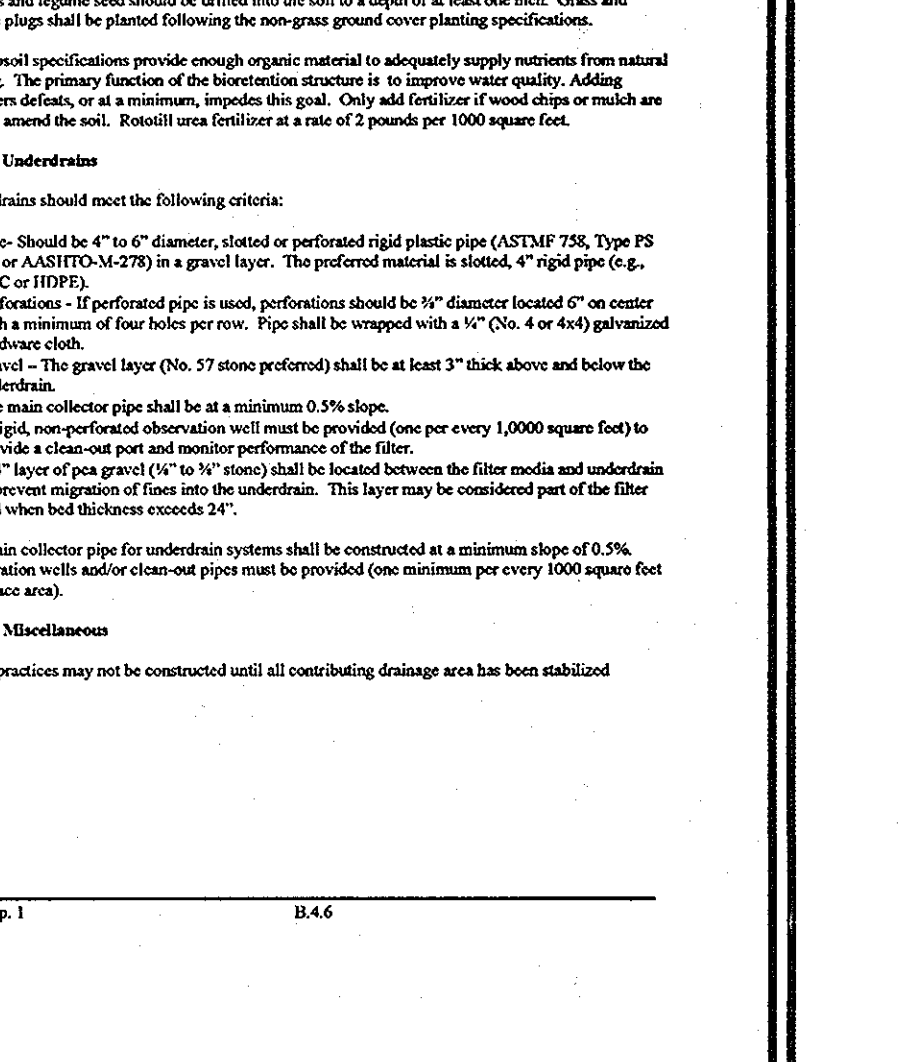 and legume seed should be drilled into the soil to a depth of at least one inch. Grass and
plugs shall be planted following the non-grass ground cover planting specifications.
osoil specifications provide enough organic material to adequately supply nutrients from natural
. The primary function of the bioretention structure is to improve water quality. Adding
ers defeats, or at a minimum, impedes this goal. Only add fertilizer if wood chips or mulch are
amend the soil. Rototill urea fertilizer at a rate of 2 pounds per 1000 square feet.
Underdrains
rains should meet the following criteria:
e- Should be 4" to 6" diameter, slotted or perforated rigid plastic pipe (ASTMF 758, Type PS
or AASHTO-M-278) in a gravel layer. The preferred material is slotted, 4" rigid pipe (e.g.,
C or HDPE).
forations - If perforated pipe is used, perforations should be ⅜" diameter located 6" on center
h a minimum of four holes per row. Pipe shall be wrapped with a ¼" (No. 4 or 4x4) galvanized
dware cloth.
vel – The gravel layer (No. 57 stone preferred) shall be at least 3" thick above and below the
derdrain.
e main collector pipe shall be at a minimum 0.5% slope.
igid, non-perforated observation well must be provided (one per every 1,0000 square feet) to
vide a clean-out port and monitor performance of the filter.
" layer of pea gravel (⅛" to ⅜" stone) shall be located between the filter media and underdrain
prevent migration of fines into the underdrain. This layer may be considered part of the filter
when bed thickness exceeds 24".
in collector pipe for underdrain systems shall be constructed at a minimum slope of 0.5%.
ation wells and/or clean-out pipes must be provided (one minimum per every 1000 square feet
ace area).
Miscellaneous
practices may not be constructed until all contributing drainage area has been stabilized
p. 1 B.4.6